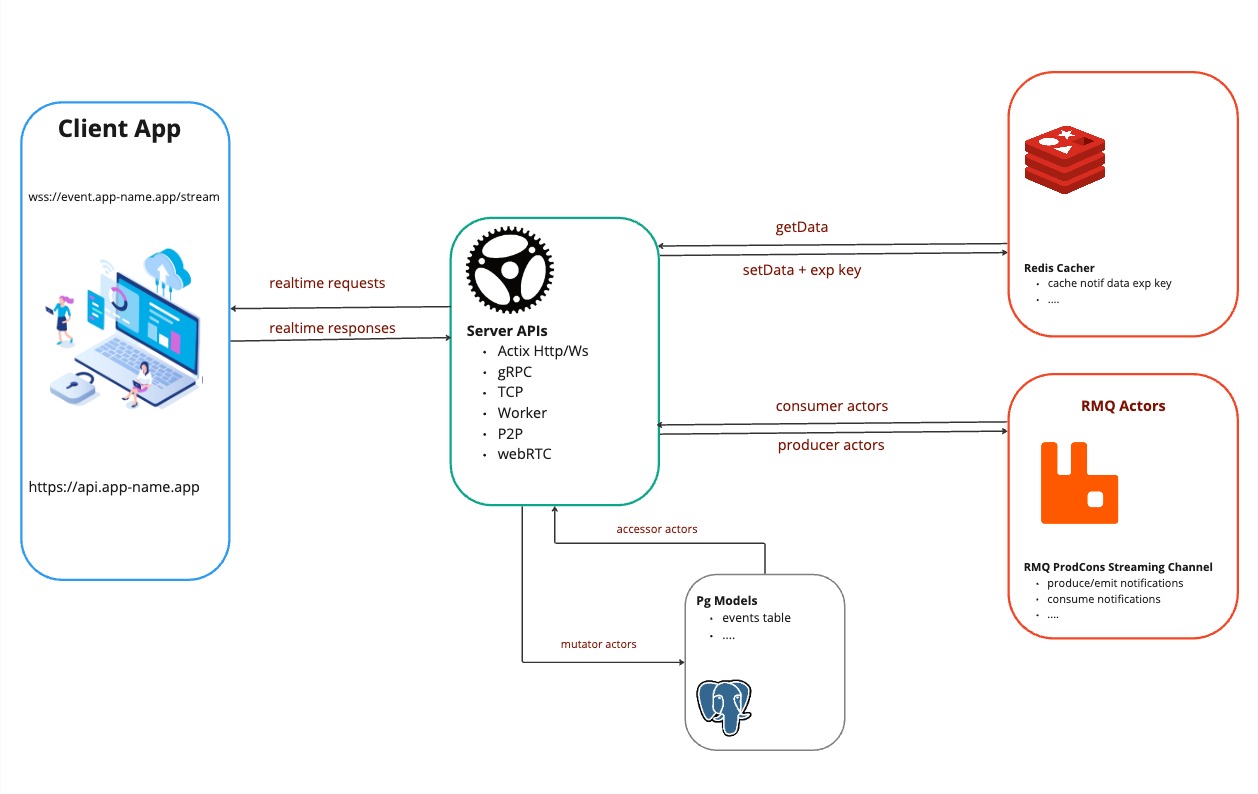 Client App
wss://event.app-name.app/stream
https://api.app-name.app
realtime requests
realtime responses
Server APIs
· Actix Http/Ws
· gRPC
· TCP
· Worker
· P2P
· webRTC
getData
setData + exp key
Redis Cacher
· cache notif data exp key
· ....
consumer actors
producer actors
RMQ Actors
RMQ ProdCons Streaming Channel
· produce/emit notifications
· consume notifications
· ....
accessor actors
mutator actors
Pg Models
· events table
· ....